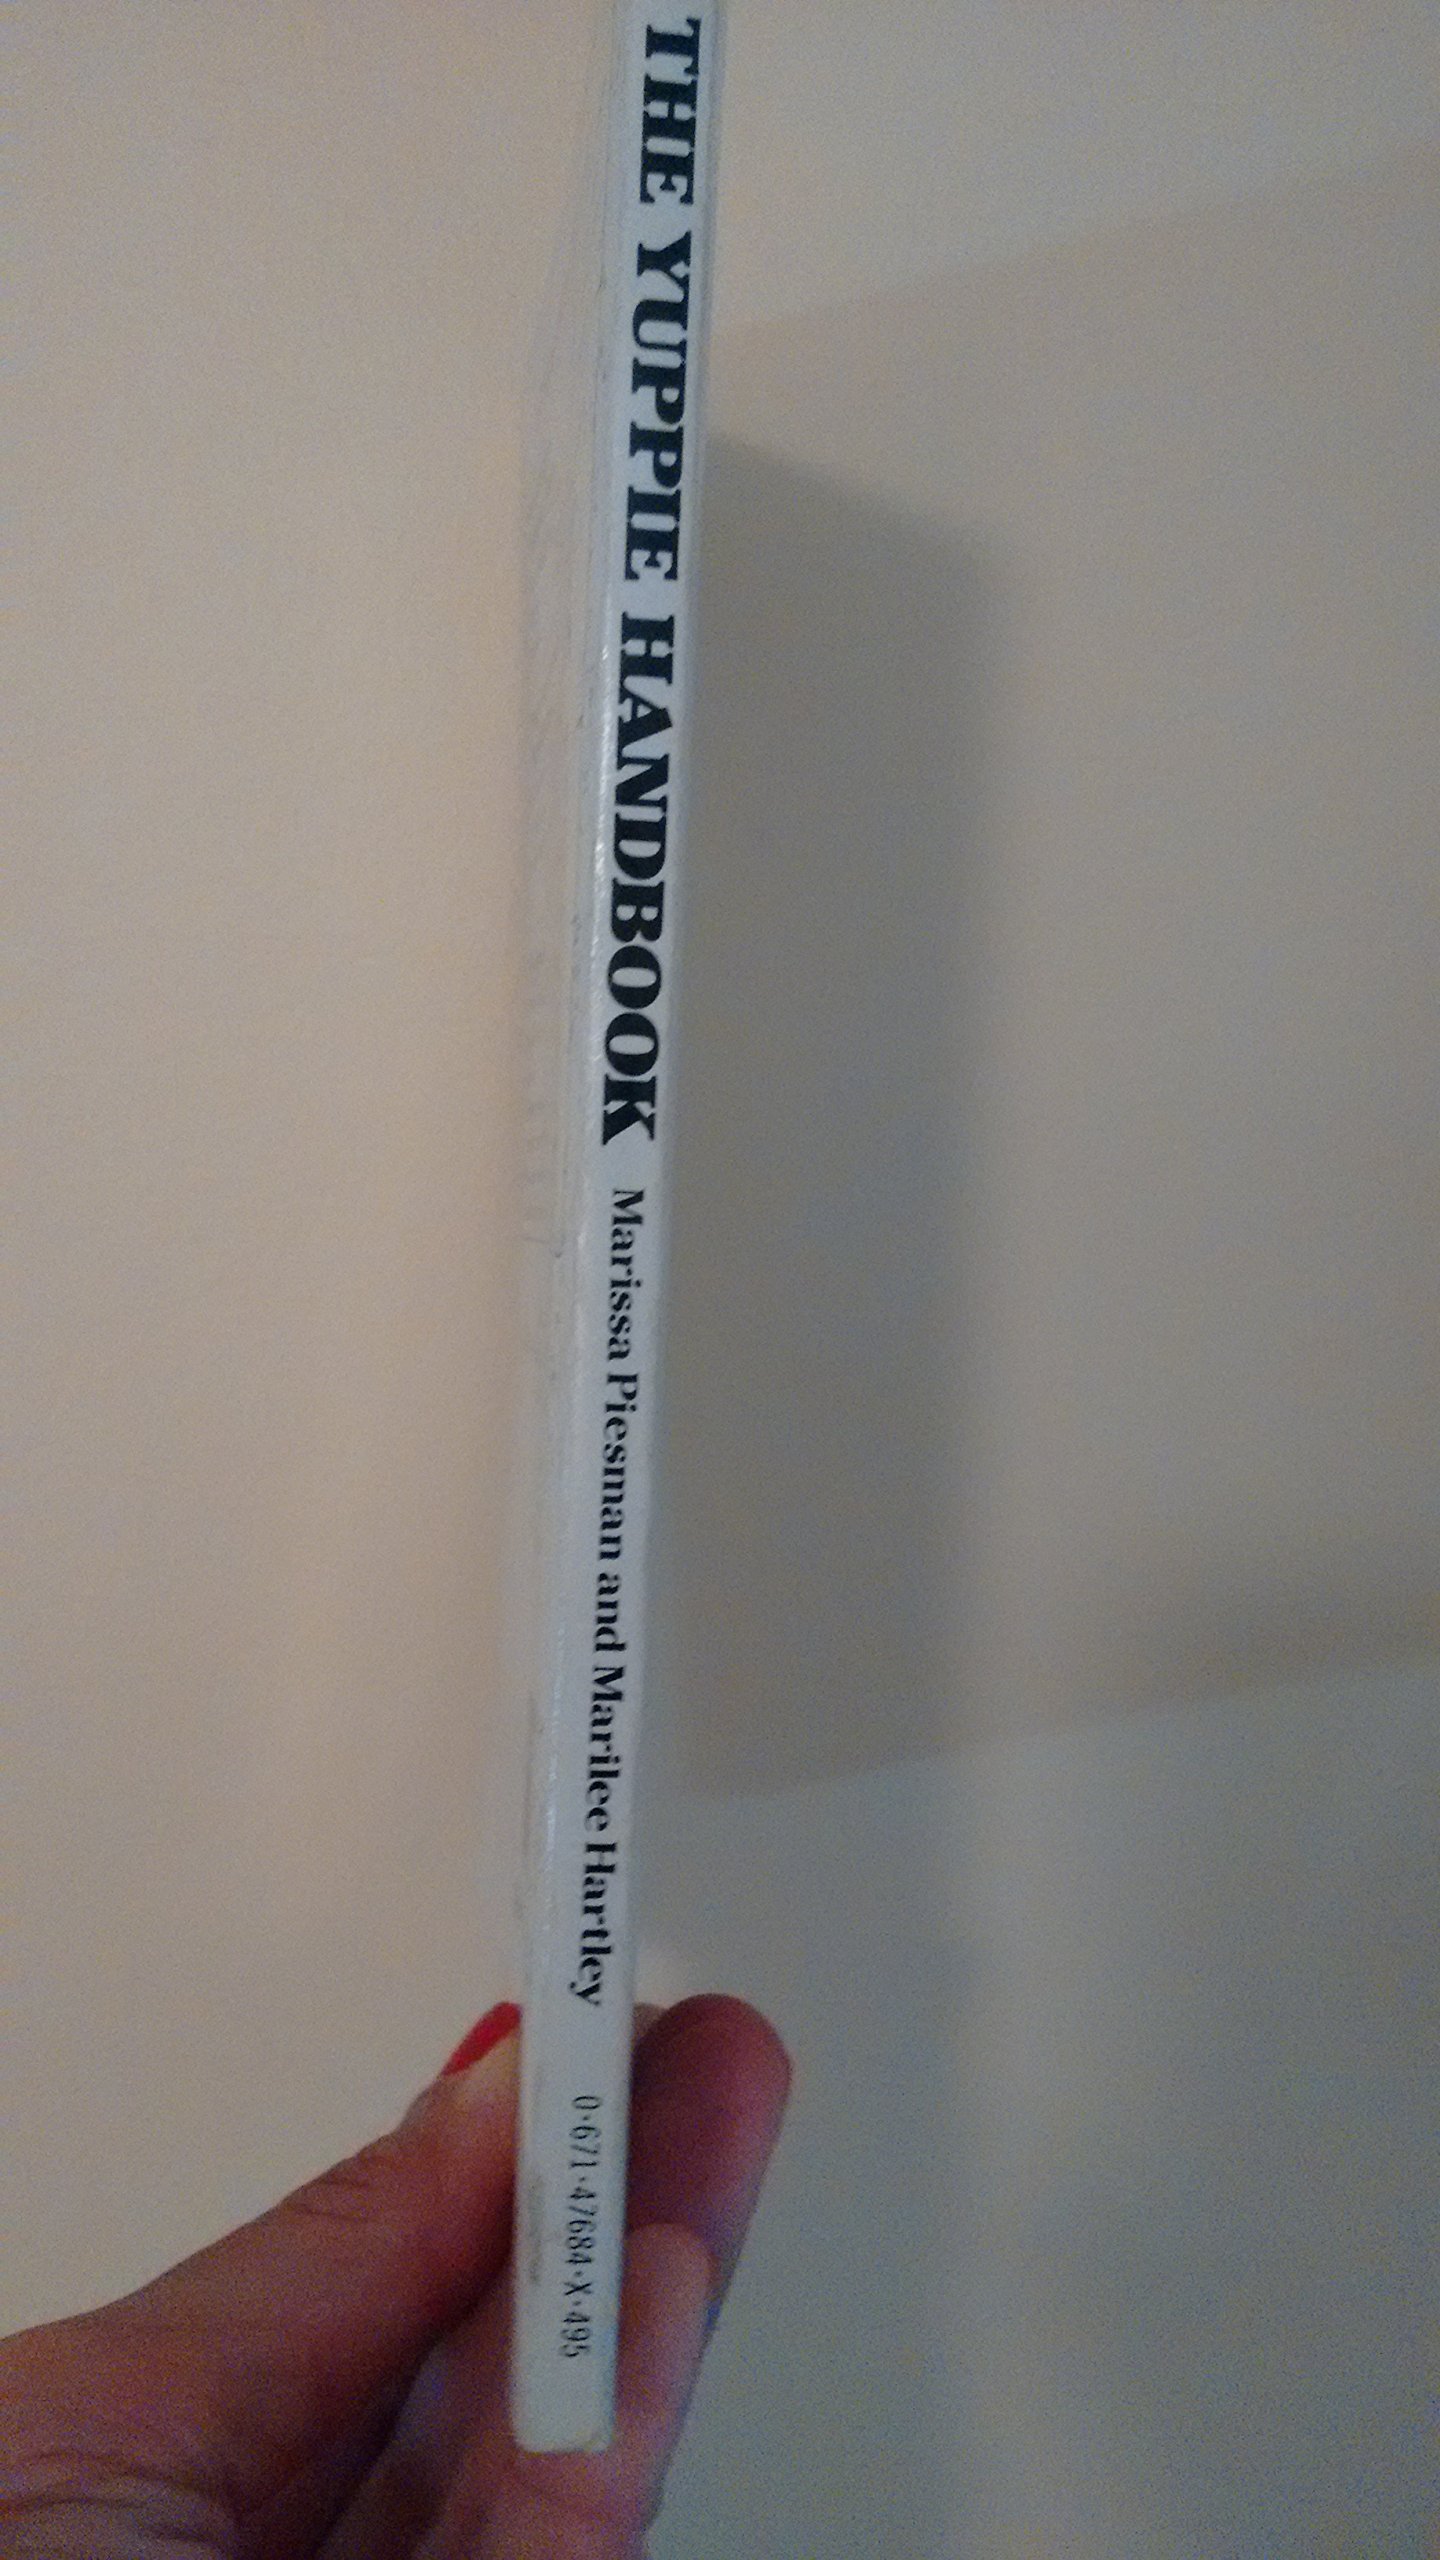 THE YUPPIE HANDBOOK Marissa Piesman and Marilee Hartley 0·671·47684·X·495